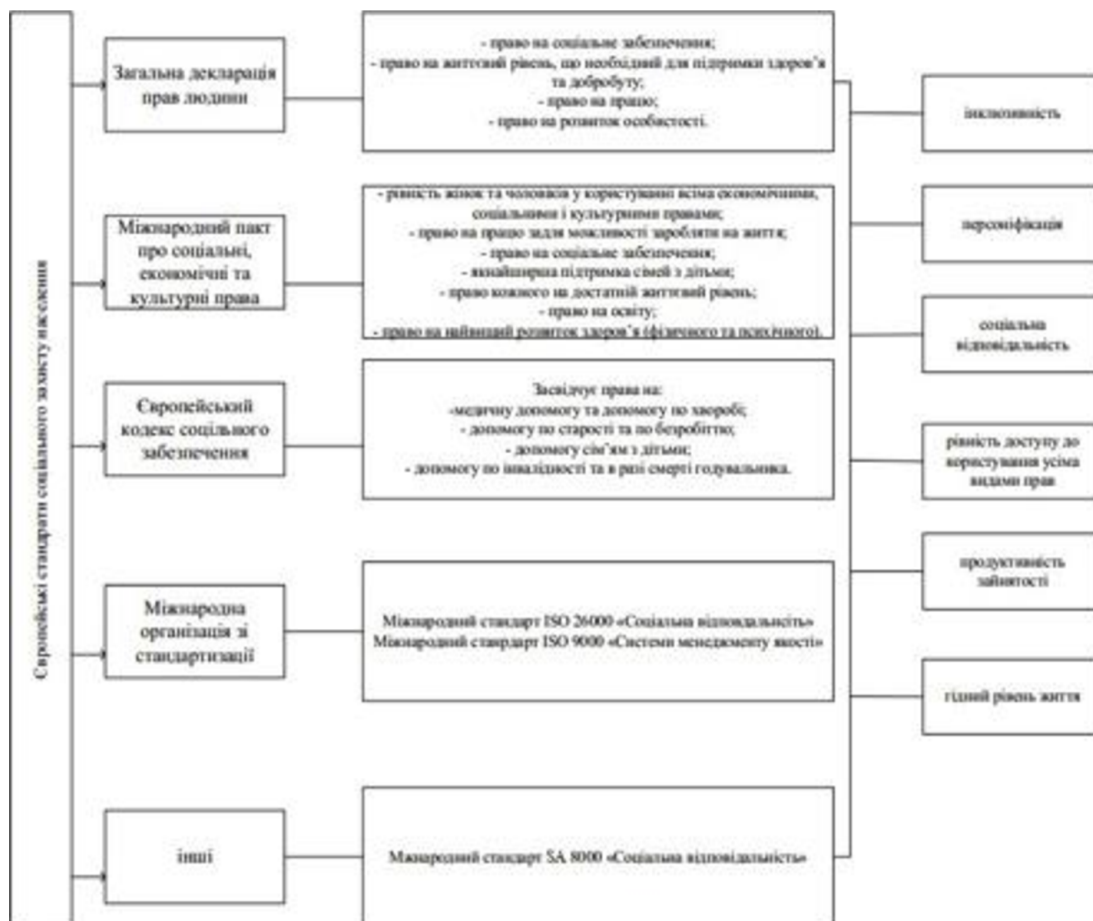 Європейські стандрати соціального захисту населення
Загальна декларація
прав людини
- право на соціальне забезпечення;
- право на життєвий рівень, що необхідний для підтримки здоров’я
та добробуту;
- право на працю;
- право на розвиток особистості.
Міжнародний пакт
про соціальні,
економічні та
культурні права
- рівність жінок та чоловіків у користуванні всіма економічними,
соціальними і культурними правами;
- право на працю задля можливості заробляти на життя;
- право на соціальне забезпечення;
- якнайширша підтримка сімей з дітьми;
- право кожного на достатній життєвий рівень;
- право на освіту;
- право на найвищий розвиток здоров’я (фізичного та психічного).
Європейський
кодекс соцільного
забезпечення
Засвідчує права на:
-медичну допомогу та допомогу по хворобі;
- допомогу по старості та по безробіттю;
- допомогу сім’ям з дітьми;
- допомогу по інвалідності та в разі смерті годувальника.
Міжнародна
організація зі
стандартизації
Міжнародний стандарт ISO 26000 «Соціальна відповдальнсіть»
Міжнародний станрдарт ISO 9000 «Системи менеджменту якості»
інші
Мжнародний стандарт SA 8000 «Соціальна відповідальність»
інклюзивність
персоніфікація
соціальна
відповідальність
рівність доступу до
користування усіма
видами прав
продуктивність
зайнятості
гідний рівень життя